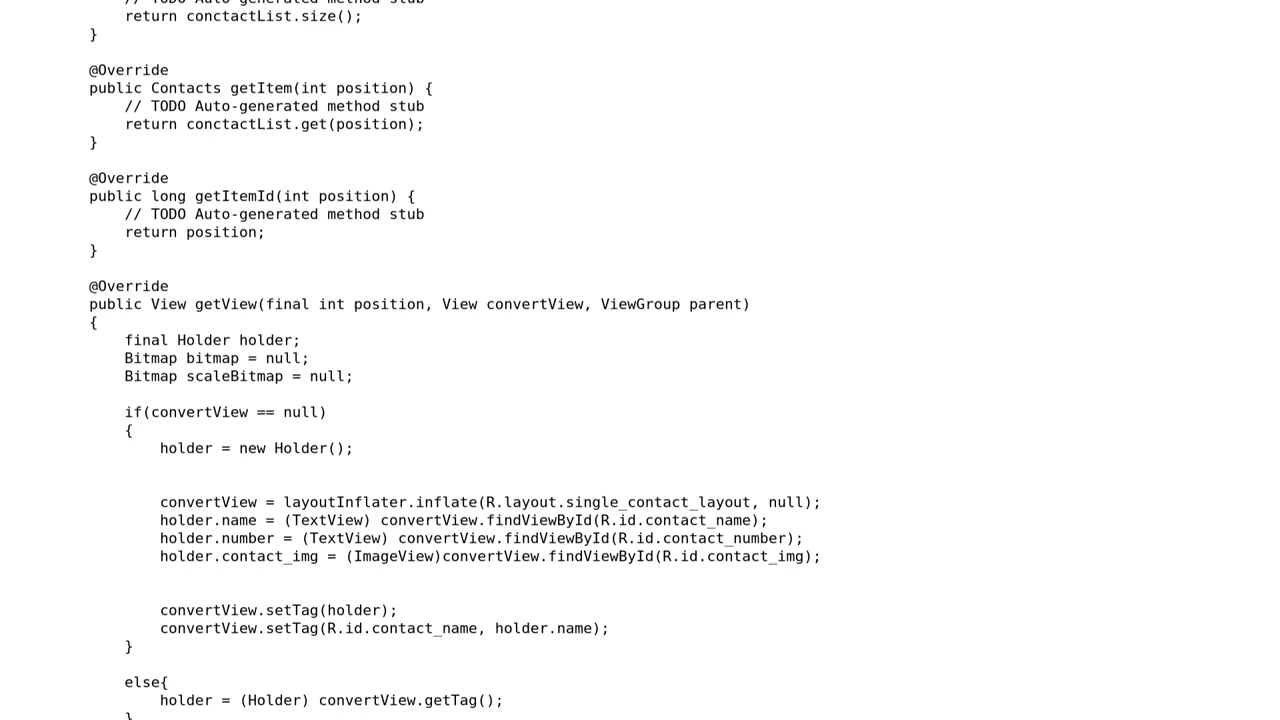 // TODO Auto-generated method stub
return conctactList.size();
}
@Override
public Contacts getItem(int position) {
// TODO Auto-generated method stub
return conctactList.get(position);
}
@Override
public long getItemId(int position) {
// TODO Auto-generated method stub
return position;
}
@Override
public View getView(final int position, View convertView, ViewGroup parent)
{
final Holder holder;
Bitmap bitmap = null;
Bitmap scaleBitmap = null;
if(convertView == null)
{
holder = new Holder();
convertView = layoutInflater.inflate(R.layout.single_contact_layout, null);
holder.name = (TextView) convertView.findViewById(R.id.contact_name);
holder.number = (TextView) convertView.findViewById(R.id.contact_number);
holder.contact_img = (ImageView)convertView.findViewById(R.id.contact_img);
convertView.setTag(holder);
convertView.setTag(R.id.contact_name, holder.name);
}
else{
holder = (Holder) convertView.getTag();
}